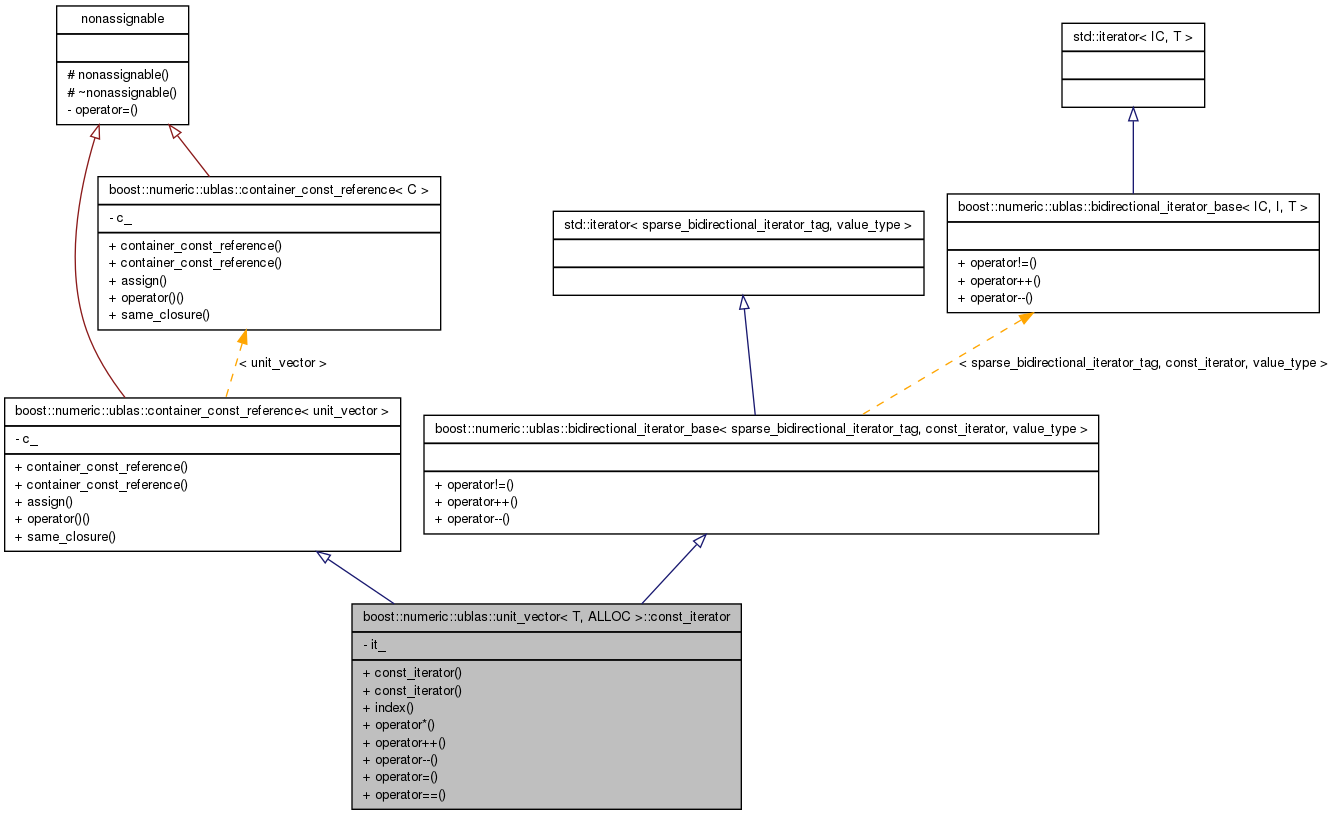 nonassignable
# nonassignable()
# ~nonassignable()
- operator=()
std::iterator< IC, T >
boost::numeric::ublas::container_const_reference< C >
- c_
+ container_const_reference()
+ container_const_reference()
+ assign()
+ operator()()
+ same_closure()
std::iterator< sparse_bidirectional_iterator_tag, value_type >
boost::numeric::ublas::bidirectional_iterator_base< IC, I, T >
+ operator!=()
+ operator++()
+ operator--()
< unit_vector >
< sparse_bidirectional_iterator_tag, const_iterator, value_type >
boost::numeric::ublas::container_const_reference< unit_vector >
- c_
+ container_const_reference()
+ container_const_reference()
+ assign()
+ operator()()
+ same_closure()
boost::numeric::ublas::bidirectional_iterator_base< sparse_bidirectional_iterator_tag, const_iterator, value_type >
+ operator!=()
+ operator++()
+ operator--()
boost::numeric::ublas::unit_vector< T, ALLOC >::const_iterator
- it_
+ const_iterator()
+ const_iterator()
+ index()
+ operator*()
+ operator++()
+ operator--()
+ operator=()
+ operator==()